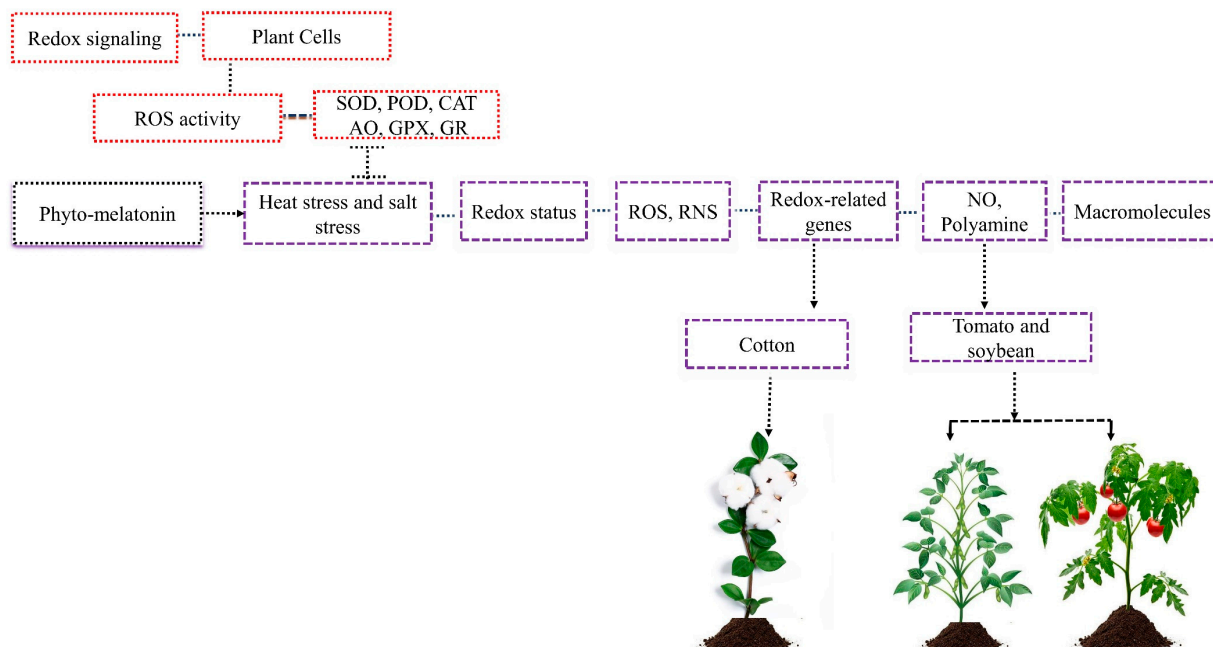 Redox signaling
Plant Cells
ROS activity
SOD, POD, CAT
AO, GPX, GR
Phyto-melatonin
Heat stress and salt
stress
Redox status
ROS, RNS
Redox-related
genes
NO,
Polyamine
Macromolecules
Cotton
Tomato and
soybean